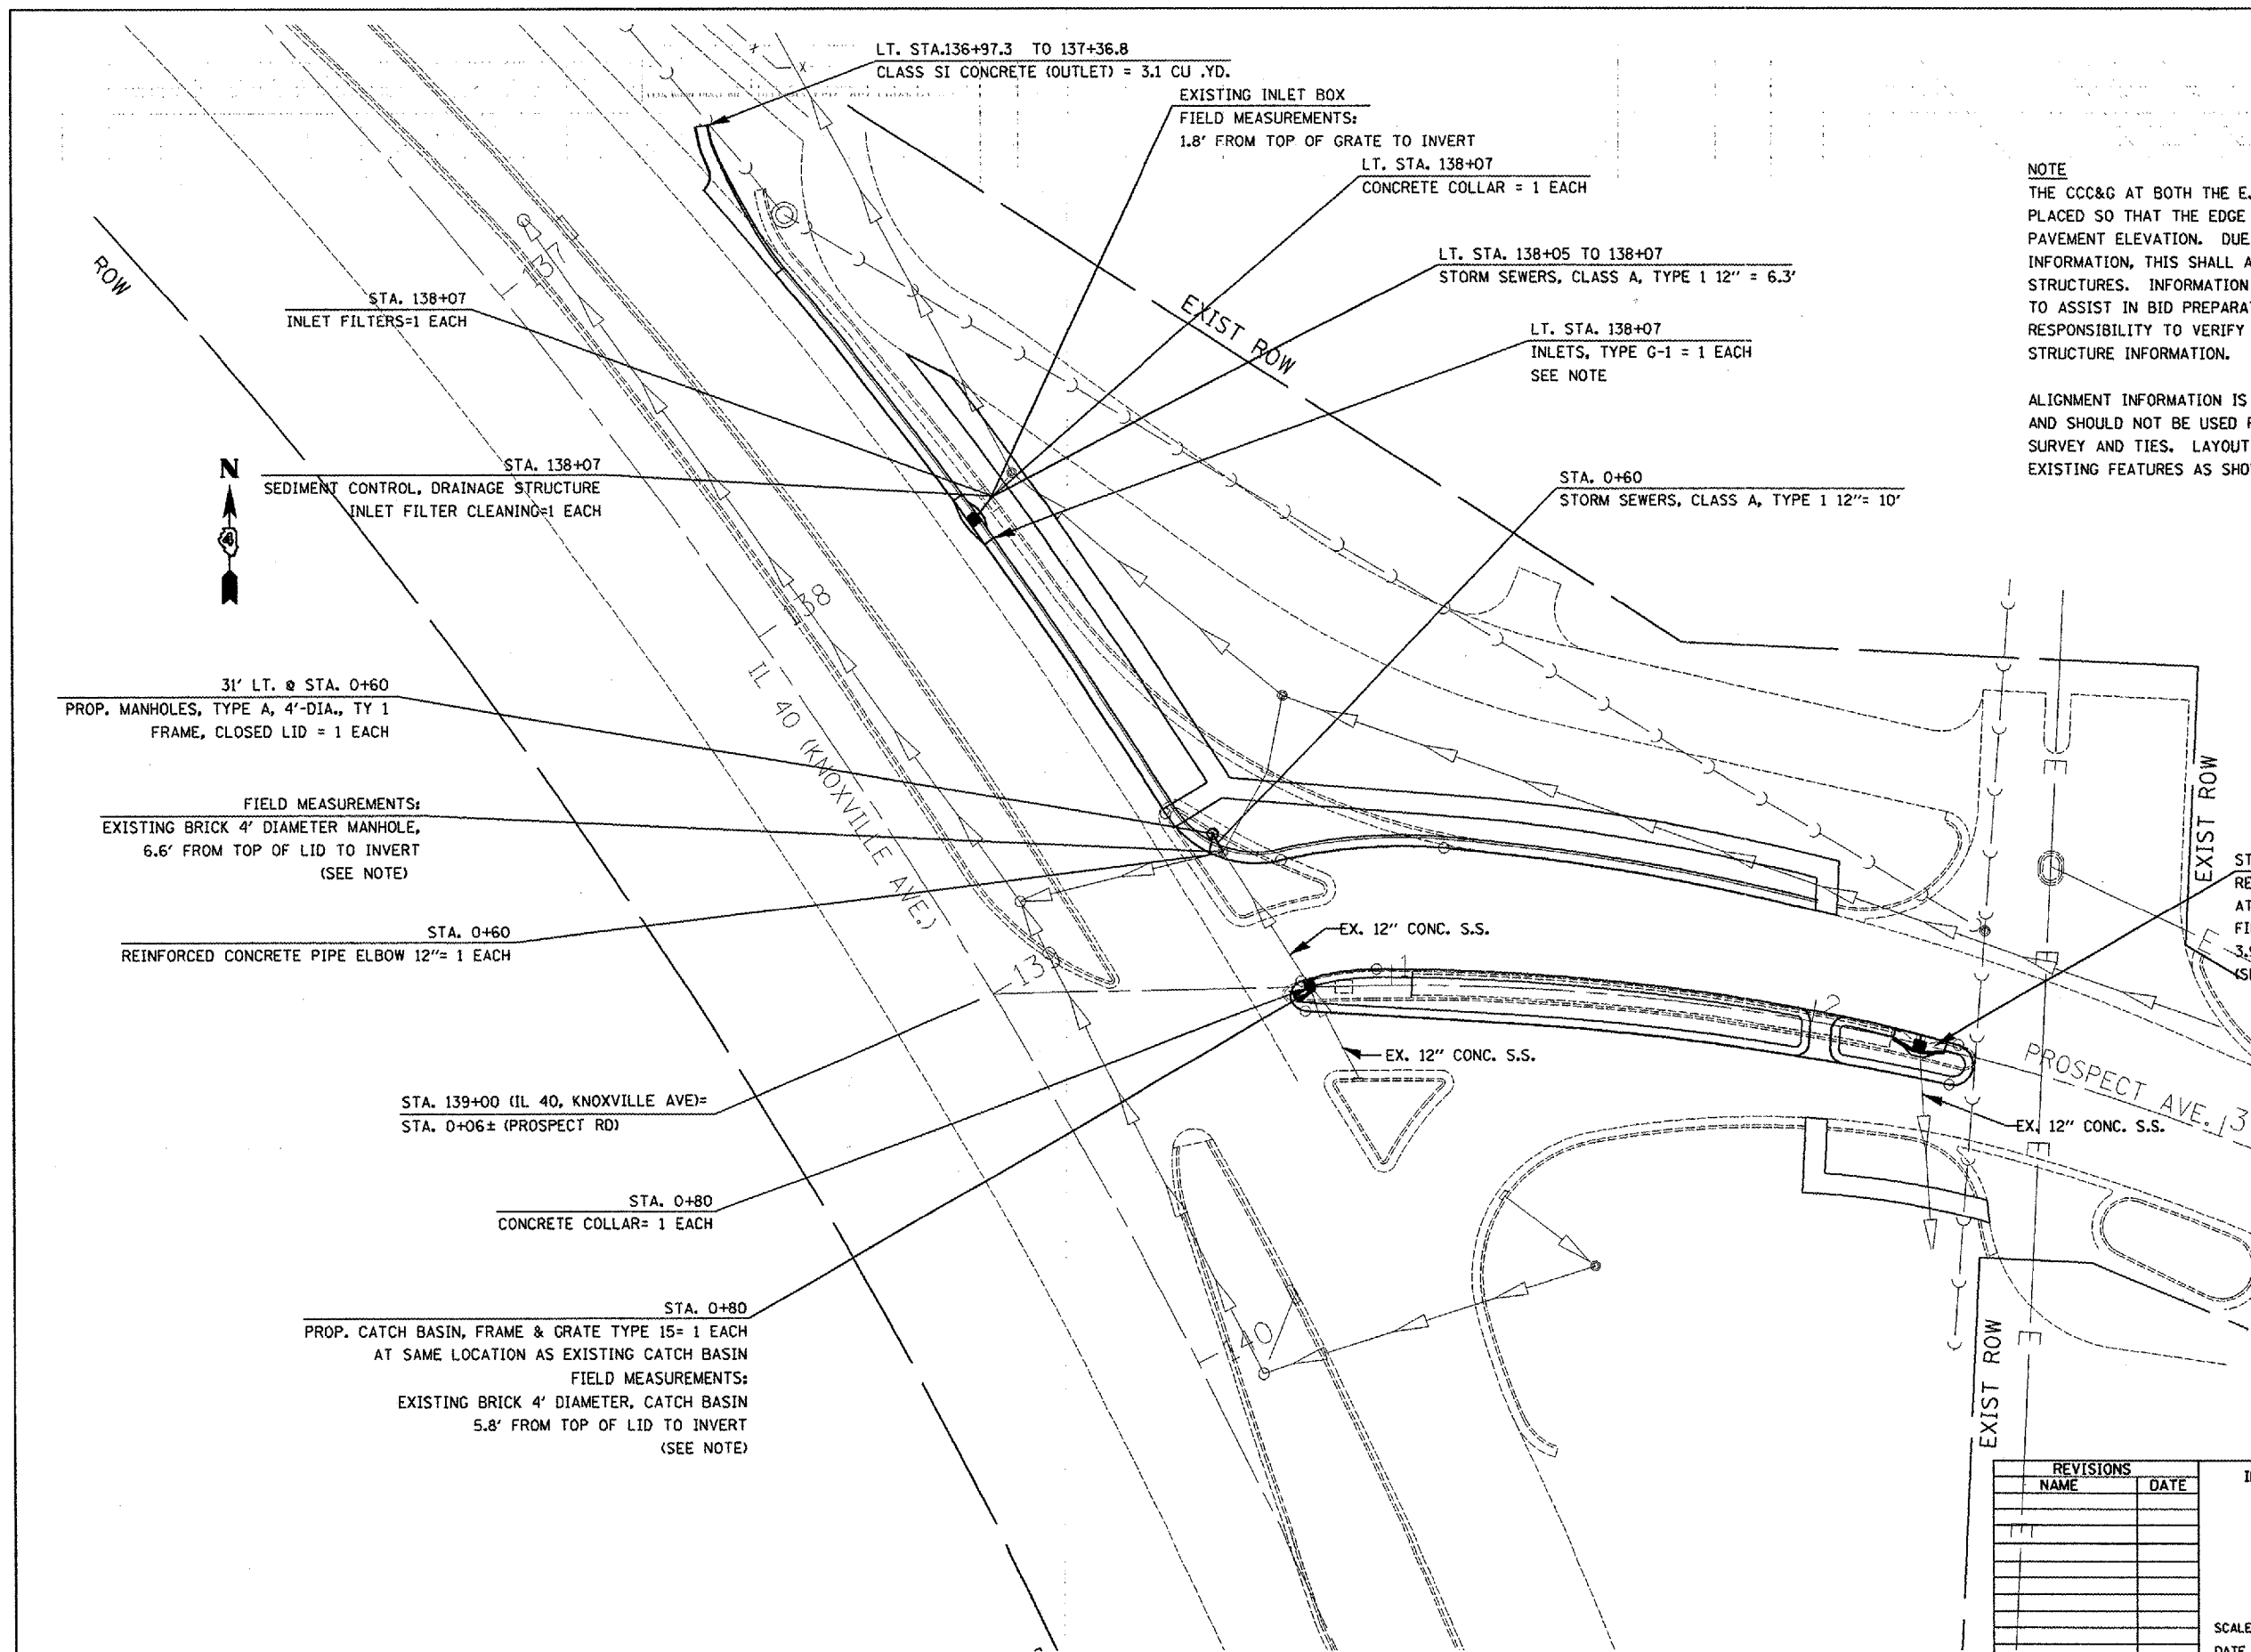 LT. STA.136+97.3 TO 137+36.8
CLASS SI CONCRETE (OUTLET) = 3.1 CU .YD.
EXISTING INLET BOX
FIELD MEASUREMENTS:
1.8' FROM TOP OF GRATE TO INVERT
LT. STA. 138+07
CONCRETE COLLAR = 1 EACH
LT. STA. 138+05 TO 138+07
STORM SEWERS, CLASS A, TYPE 1 12" = 6.3'
LT. STA. 138+07
INLETS, TYPE G-1 = 1 EACH
SEE NOTE
STA. 0+60
STORM SEWERS, CLASS A, TYPE 1 12"= 10'
NOTE
THE CCC&G AT BOTH THE E.
PLACED SO THAT THE EDGE
PAVEMENT ELEVATION. DUE
INFORMATION, THIS SHALL
STRUCTURES. INFORMATION
TO ASSIST IN BID
RESPONSIBILITY TO VERIFY
STRUCTURE INFORMATION.
ALIGNMENT INFORMATION IS
AND SHOULD NOT BE USED
SURVEY AND TIES. LAYOUT
EXISTING FEATURES AS
ROW
EXIST ROW
STA. 138+07
INLET FILTERS=1 EACH
N
4
STA. 138+07
SEDIMENT CONTROL, DRAINAGE STRUCTURE
INLET FILTER CLEANING=1 EACH
137
138
IL 40 (KNOXVILLE AVE.)
31' LT. @ STA. 0+60
PROP. MANHOLES, TYPE A, 4'-DIA., TY 1
FRAME, CLOSED LID = 1 EACH
FIELD MEASUREMENTS:
EXISTING BRICK 4' DIAMETER MANHOLE,
6.6' FROM TOP OF LID TO INVERT
(SEE NOTE)
STA. 0+60
REINFORCED CONCRETE PIPE ELBOW 12"= 1 EACH
139
EX. 12" CONC. S.S.
1
EX. 12" CONC. S.S.
12
EXIST ROW
PROSPECT AVE.
13
EX. 12" CONC. S.S.
STA. 139+00 (IL 40, KNOXVILLE AVE)=
STA. 0+06± (PROSPECT RD)
STA. 0+80
CONCRETE COLLAR= 1 EACH
STA. 0+80
PROP. CATCH BASIN, FRAME & GRATE TYPE 15= 1 EACH
AT SAME LOCATION AS EXISTING CATCH BASIN
FIELD MEASUREMENTS:
EXISTING BRICK 4' DIAMETER, CATCH BASIN
5.8' FROM TOP OF LID TO INVERT
(SEE NOTE)
140
EXIST ROW
REVISIONS
NAME DATE
SCALE
DATE